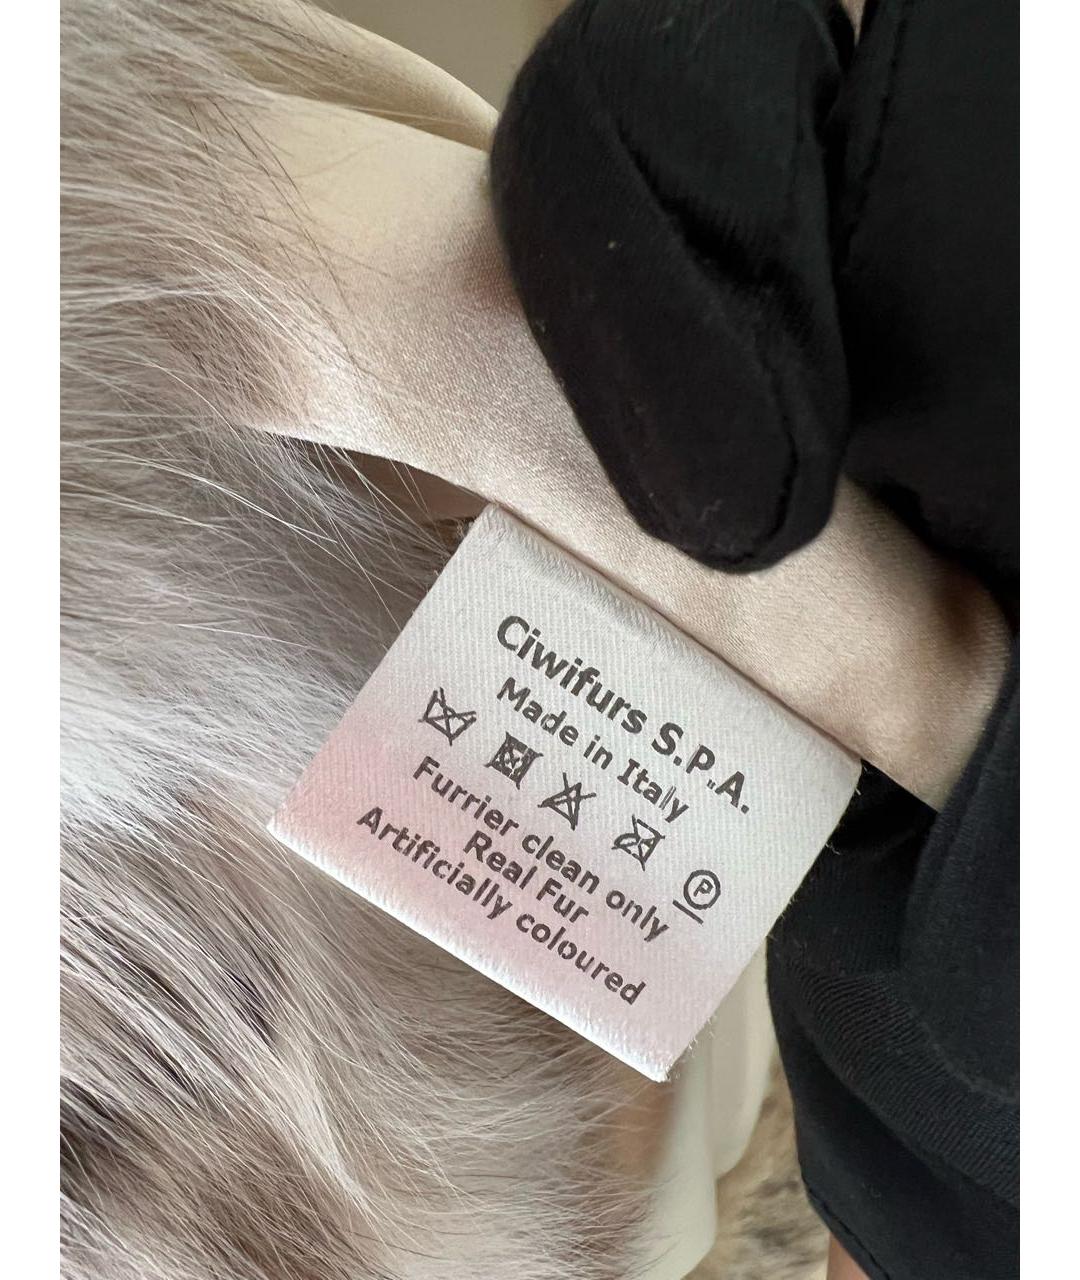 Ciwifurs S.P.A.
Made in Italy
P
Furrier clean only
Real Fur
Artificially coloured